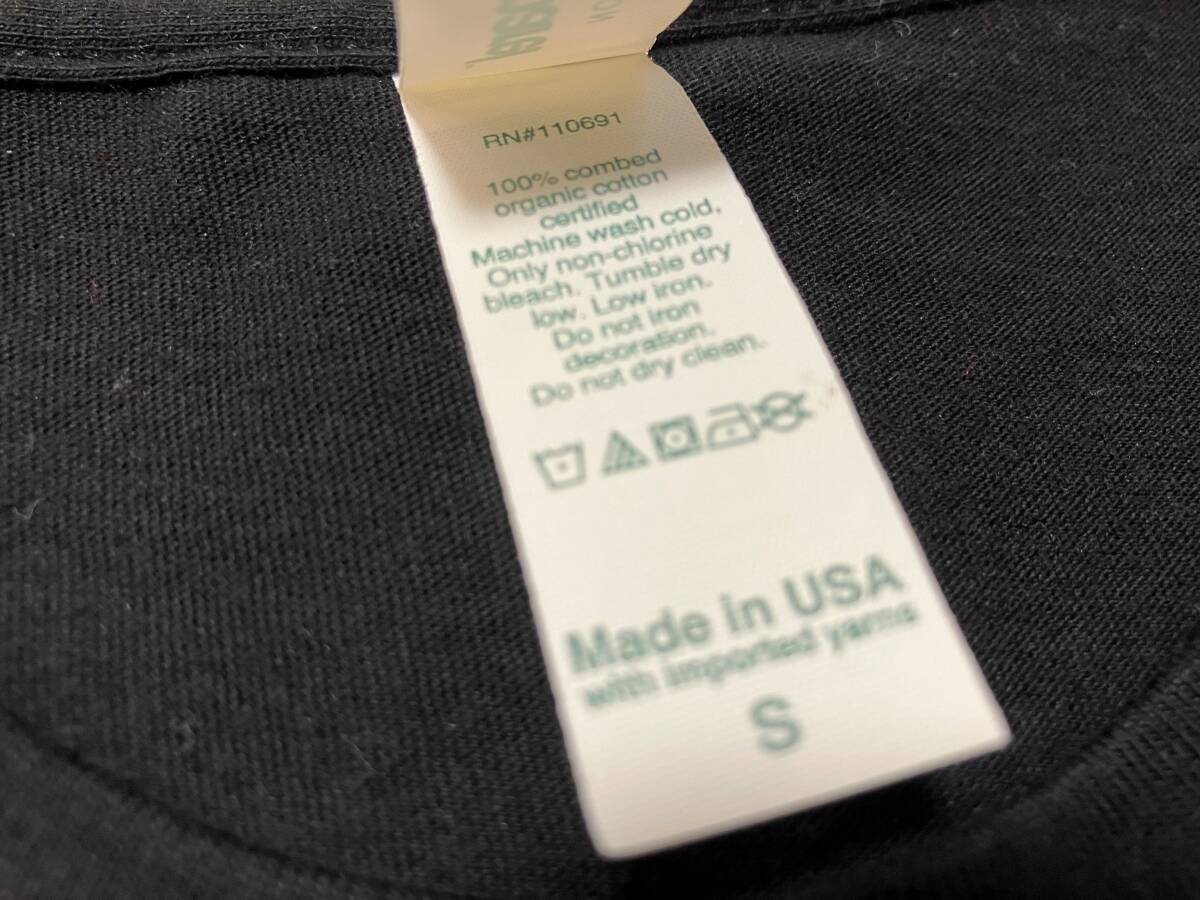 RN#110691
100% combed
organic cotton
certified
Machine wash cold,
Only non-chlorine
bleach. Tumble dry
low. Low iron.
Do not iron
decoration.
Do not dry clean.
Made in USA
with imported yarns
S